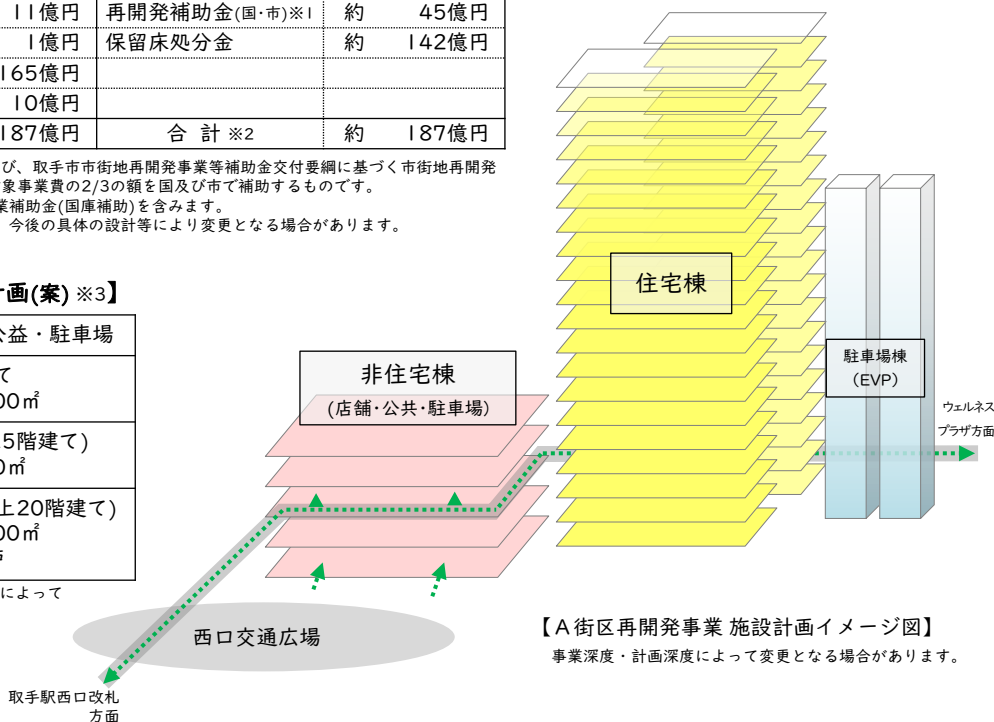 11億円 再開発補助金(国・市)※1 約 45億円
1億円 保留床処分金 約 142億円
165億円
10億円
187億円 合 計 ※2 約 187億円
び、取手市市街地再開発事業等補助金交付要綱に基づく市街地再開発
象事業費の2/3の額を国及び市で補助するものです。
業補助金(国庫補助)を含みます。
今後の具体の設計等により変更となる場合があります。
画(案) ※3】
公益・駐車場
て
00㎡
5階建て)
0㎡
上20階建て)
00㎡
によって
住宅棟
非住宅棟
(店舗・公共・駐車場)
駐車場棟
(EVP)
ウェルネス
プラザ方面
西口交通広場
取手駅西口改札
方面
【A街区再開発事業 施設計画イメージ図】
事業深度・計画深度によって変更となる場合があります。